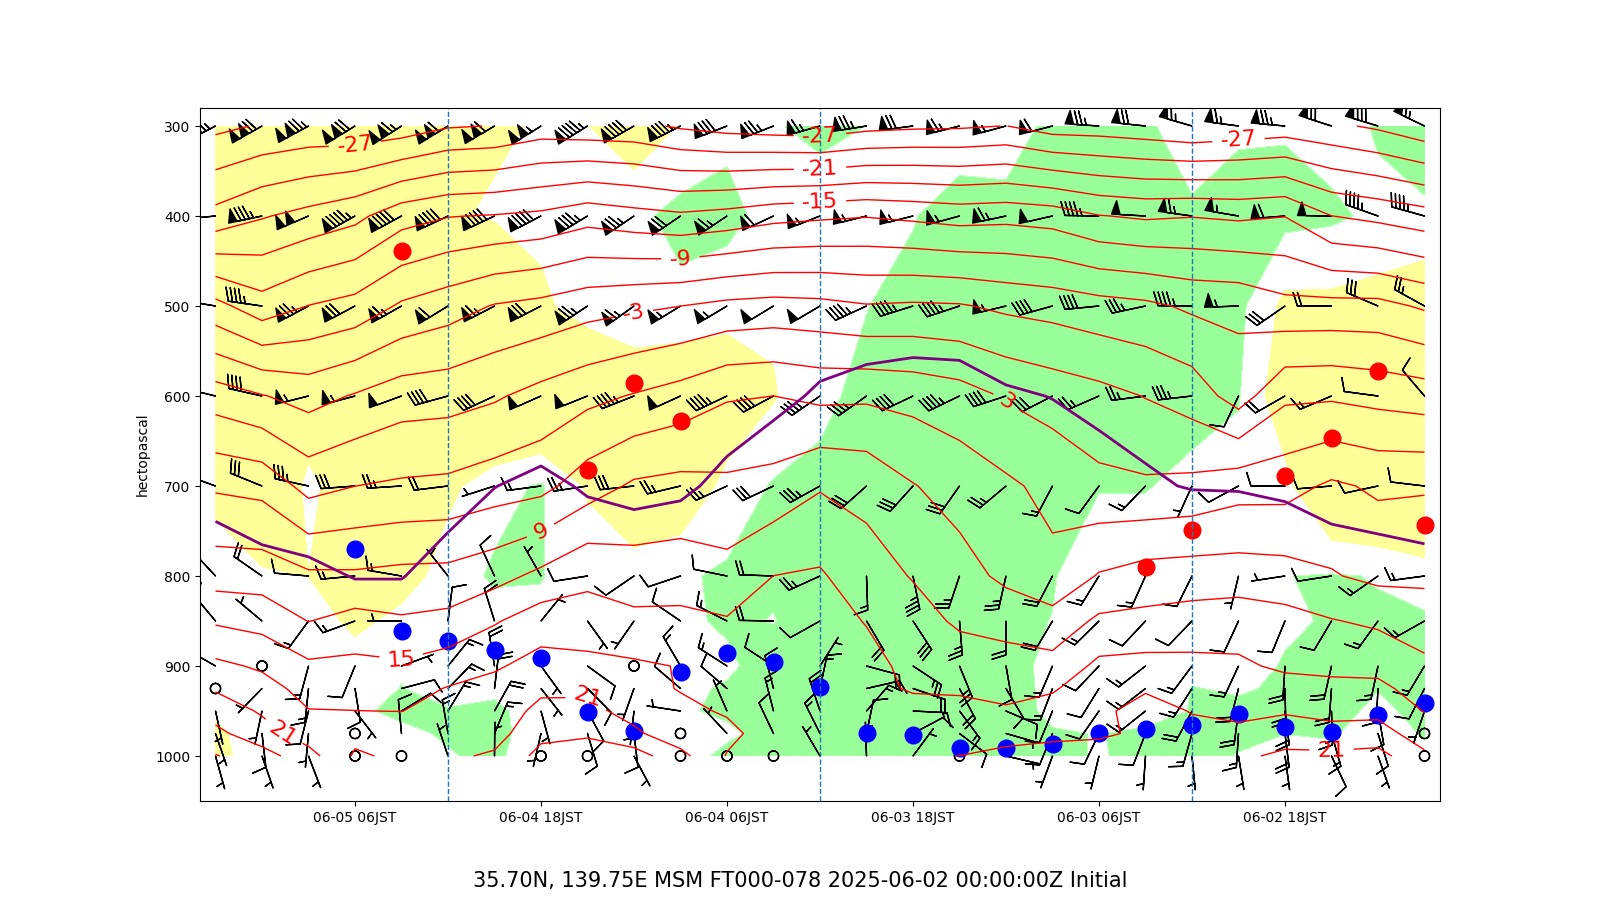 300
400
500
600
700
800
900
1000
hectopascal
-27
-27
-27
-21
-15
-9
-3
3
9
15
21
21
21
06-05 06JST
06-04 18JST
06-04 06JST
06-03 18JST
06-03 06JST
06-02 18JST
35.70N, 139.75E MSM FT000-078 2025-06-02 00:00:00Z Initial